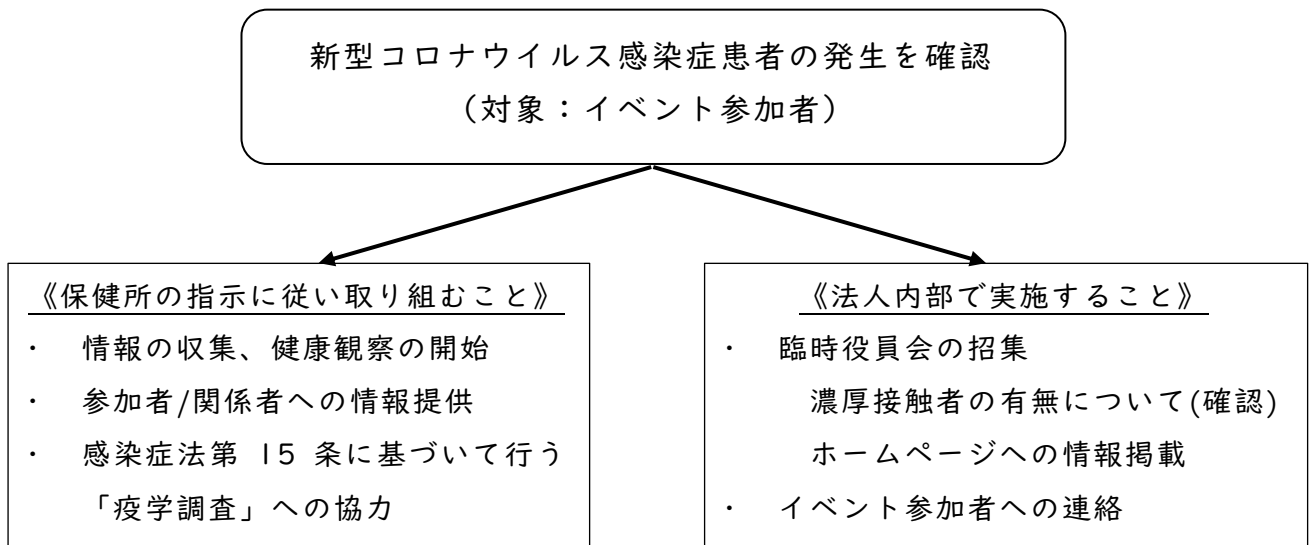 新型コロナウイルス感染症患者の発生を確認
（対象：イベント参加者）
《保健所の指示に従い取り組むこと》
・ 情報の収集、健康観察の開始
・ 参加者/関係者への情報提供
・ 感染症法第 15 条に基づいて行う
「疫学調査」への協力
《法人内部で実施すること》
・ 臨時役員会の招集
濃厚接触者の有無について(確認)
ホームページへの情報掲載
・ イベント参加者への連絡